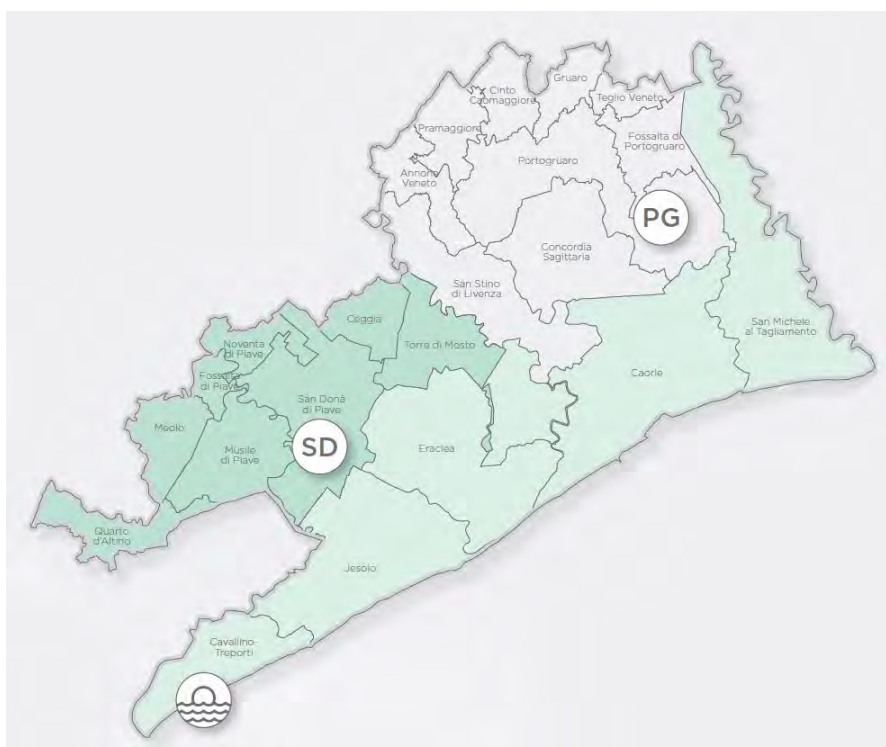 Gruaro
Cinto
Caomaggiore
Teglio Veneto
Pramaggiore
Fossalta di
Portogruaro
Portogruaro
Annone
Veneto
PG
Concordia
Sagittaria
San Stino
di Livenza
Ceggia
San Michele
al Tagliamento
Noventa
di Piave
Torre di Mosto
Caorle
Fossalta
di Piave
San Donà
di Piave
Meolo
Musile
di Piave
SD
Eraclea
Quarto
d'Altino
Jesolo
Cavallino-
Treporti